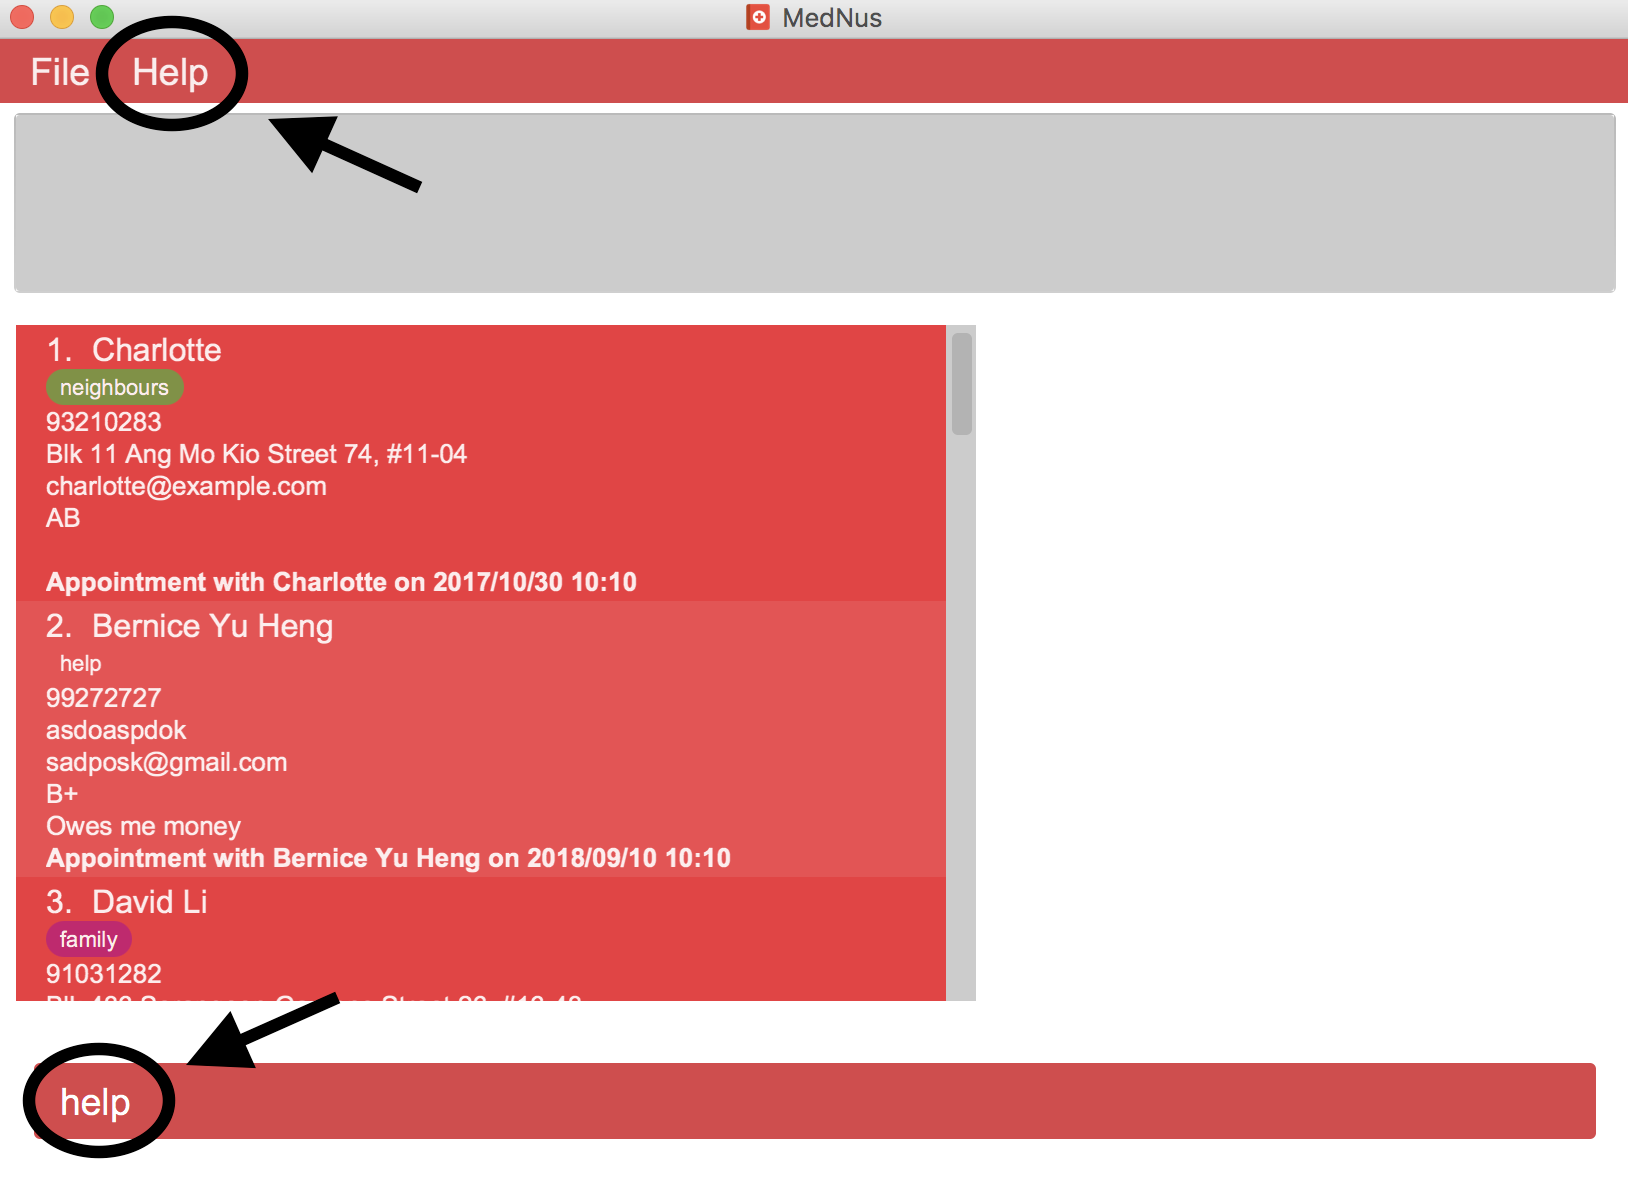 MedNus
File Help
1. Charlotte
neighbours
93210283
Blk 11 Ang Mo Kio Street 74, #11-04
charlotte@example.com
AB
Appointment with Charlotte on 2017/10/30 10:10
2. Bernice Yu Heng
help
99272727
asdoaspdok
sadposk@gmail.com
B+
Owes me money
Appointment with Bernice Yu Heng on 2018/09/10 10:10
3. David Li
family
91031282
help